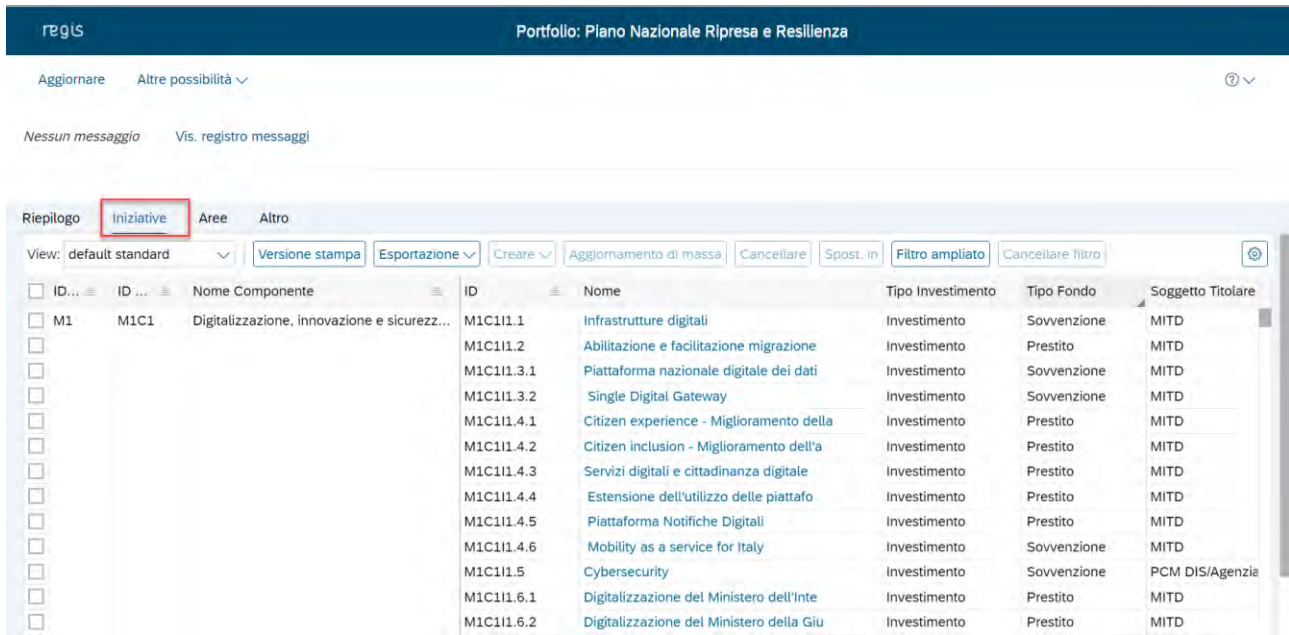 regis Portfolio: Piano Nazionale Ripresa e Resilienza
Aggiornare Altre possibilità
Nessun messaggio Vis. registro messaggi
Riepilogo Iniziative Aree Altro
View: default standard Versione stampa Esportazione Creare Aggiornamento di massa Cancellare Spost. in Filtro ampliato Cancellare filtro
ID... ID ... Nome Componente ID Nome Tipo Investimento Tipo Fondo Soggetto Titolare
M1 M1C1 Digitalizzazione, innovazione e sicurezz... M1C1I1.1 Infrastrutture digitali Investimento Sovvenzione MITD
M1C1I1.2 Abilitazione e facilitazione migrazione Investimento Prestito MITD
M1C1I1.3.1 Piattaforma nazionale digitale dei dati Investimento Sovvenzione MITD
M1C1I1.3.2 Single Digital Gateway Investimento Sovvenzione MITD
M1C1I1.4.1 Citizen experience - Miglioramento della Investimento Prestito MITD
M1C1I1.4.2 Citizen inclusion - Miglioramento dell'a Investimento Prestito MITD
M1C1I1.4.3 Servizi digitali e cittadinanza digitale Investimento Prestito MITD
M1C1I1.4.4 Estensione dell'utilizzo delle piattafo Investimento Prestito MITD
M1C1I1.4.5 Piattaforma Notifiche Digitali Investimento Prestito MITD
M1C1I1.4.6 Mobility as a service for Italy Investimento Sovvenzione MITD
M1C1I1.5 Cybersecurity Investimento Sovvenzione PCM DIS/Agenzia
M1C1I1.6.1 Digitalizzazione del Ministero dell'Inte Investimento Prestito MITD
M1C1I1.6.2 Digitalizzazione del Ministero della Giu Investimento Prestito MITD